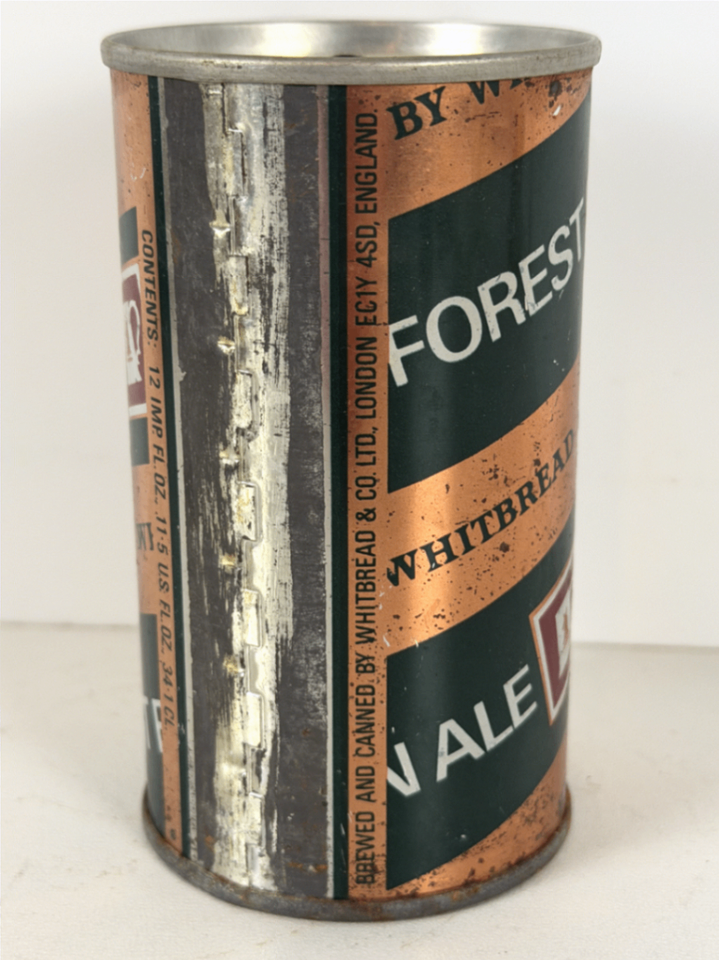 CONTENTS: 12 IMP. FL. OZ. 11·5 US FL. OZ. 34·1 CL.
BREWED AND CANNED BY WHITBREAD & CO. LTD., LONDON EC1Y 4SD, ENGLAND.
BY
FOREST
WHITBREAD
N ALE